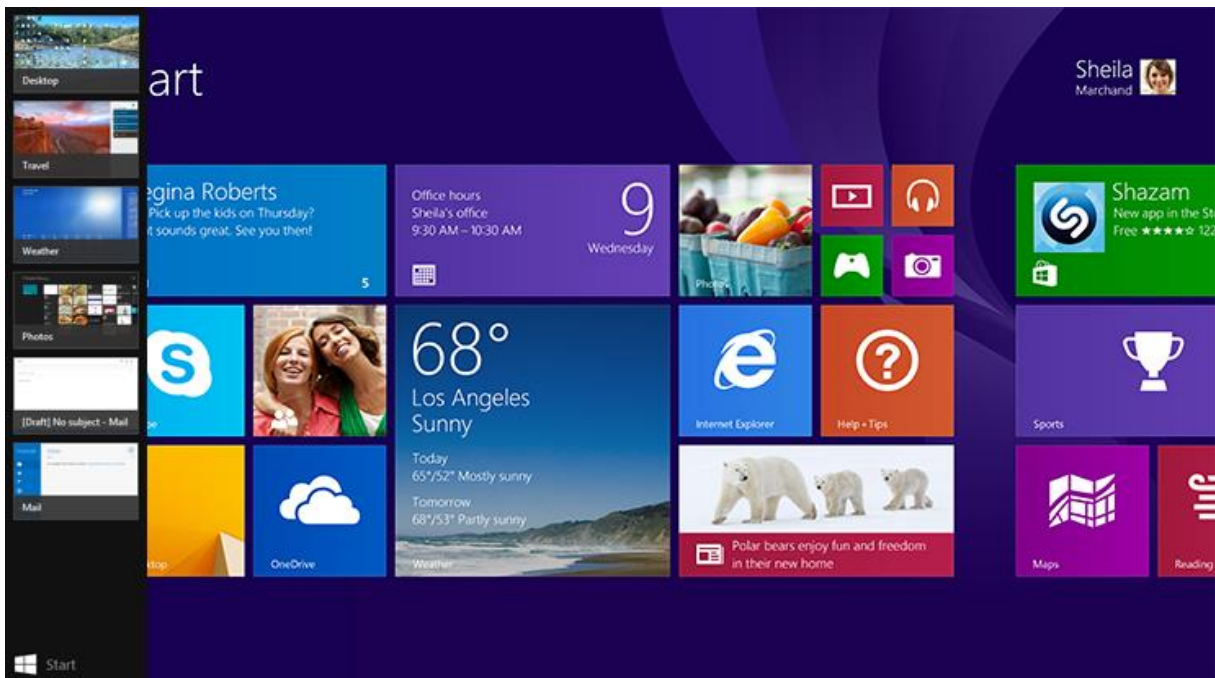 Desktop
Travel
Weather
Photos
[Draft] No subject - Mail
Mail
Start
art
Sheila
Marchand
egina Roberts
Pick up the kids on Thursday?
t sounds great. See you then!
5
Office hours
Sheila's office
9:30 AM – 10:30 AM
9
Wednesday
Photos
Shazam
New app in the Sto
Free ★★★★☆ 122
S
pe
68°
Los Angeles
Sunny
Today
65°/52° Mostly sunny
Tomorrow
68°/53° Partly sunny
Weather
Internet Explorer
?
Help+Tips
Sports
ktop
OneDrive
Polar bears enjoy fun and freedom
in their new home
Maps
Reading